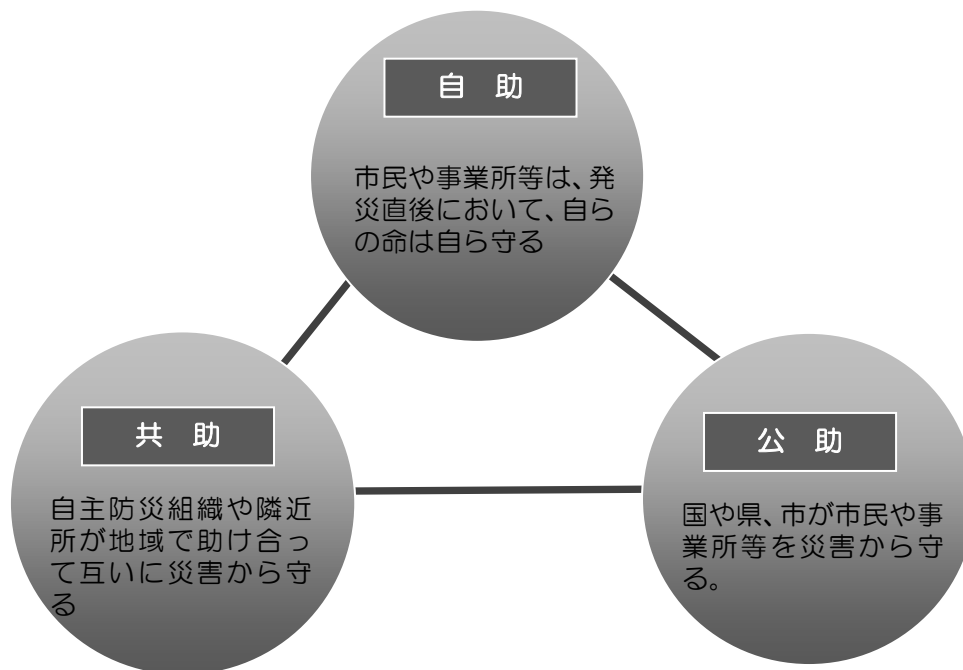 自　助
市民や事業所等は、発
災直後において、自ら
の命は自ら守る
共　助
自主防災組織や隣近
所が地域で助け合っ
て互いに災害から守
る
公　助
国や県、市が市民や事
業所等を災害から守
る。